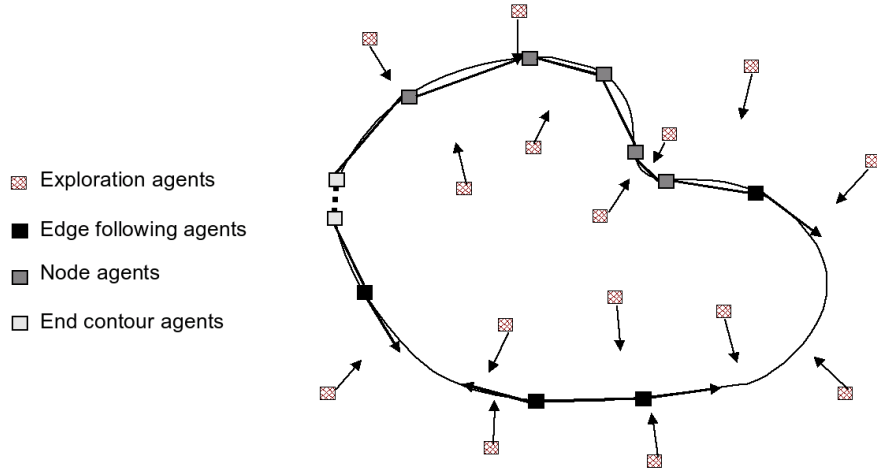 Exploration agents
Edge following agents
Node agents
End contour agents